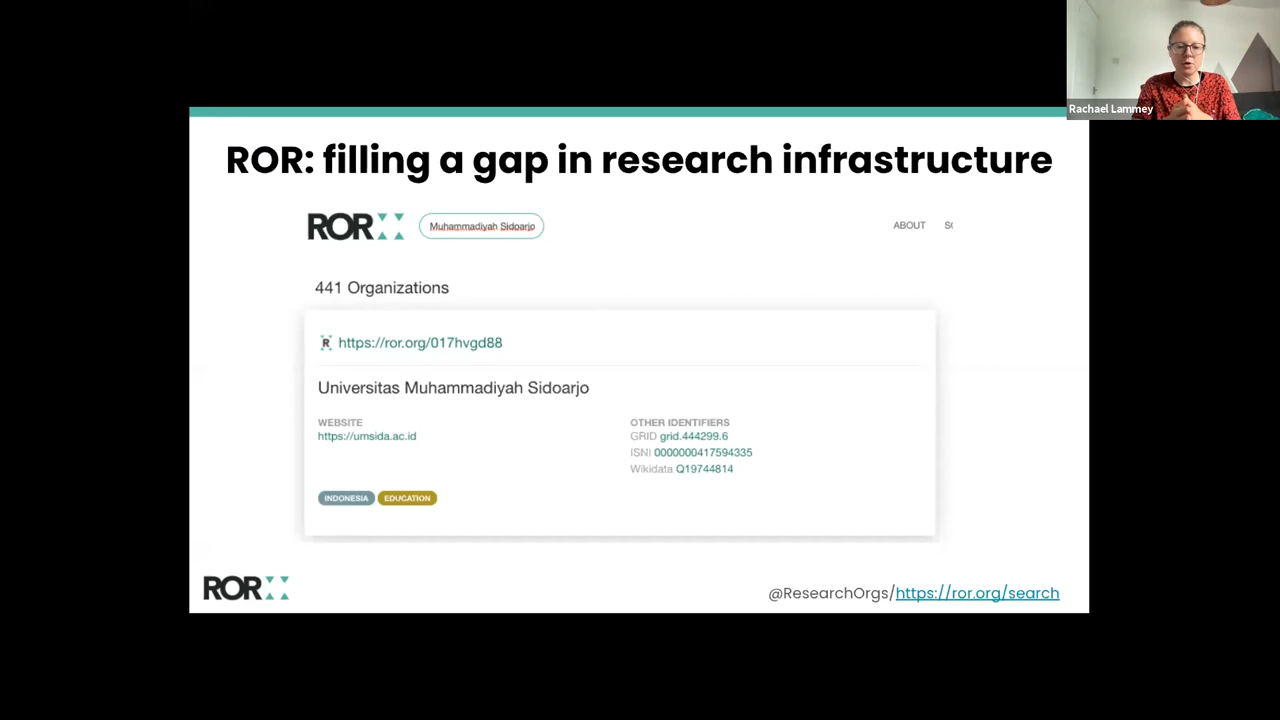 Rachael Lammey
ROR: filling a gap in research infrastructure
ROR
Muhammadiyah Sidoarjo
ABOUT
441 Organizations
R https://ror.org/017hvgd88
Universitas Muhammadiyah Sidoarjo
WEBSITE
https://umsida.ac.id
OTHER IDENTIFIERS
GRID grid.444299.6
ISNI 0000000417594335
Wikidata Q19744814
INDONESIA
EDUCATION
ROR
@ResearchOrgs/https://ror.org/search